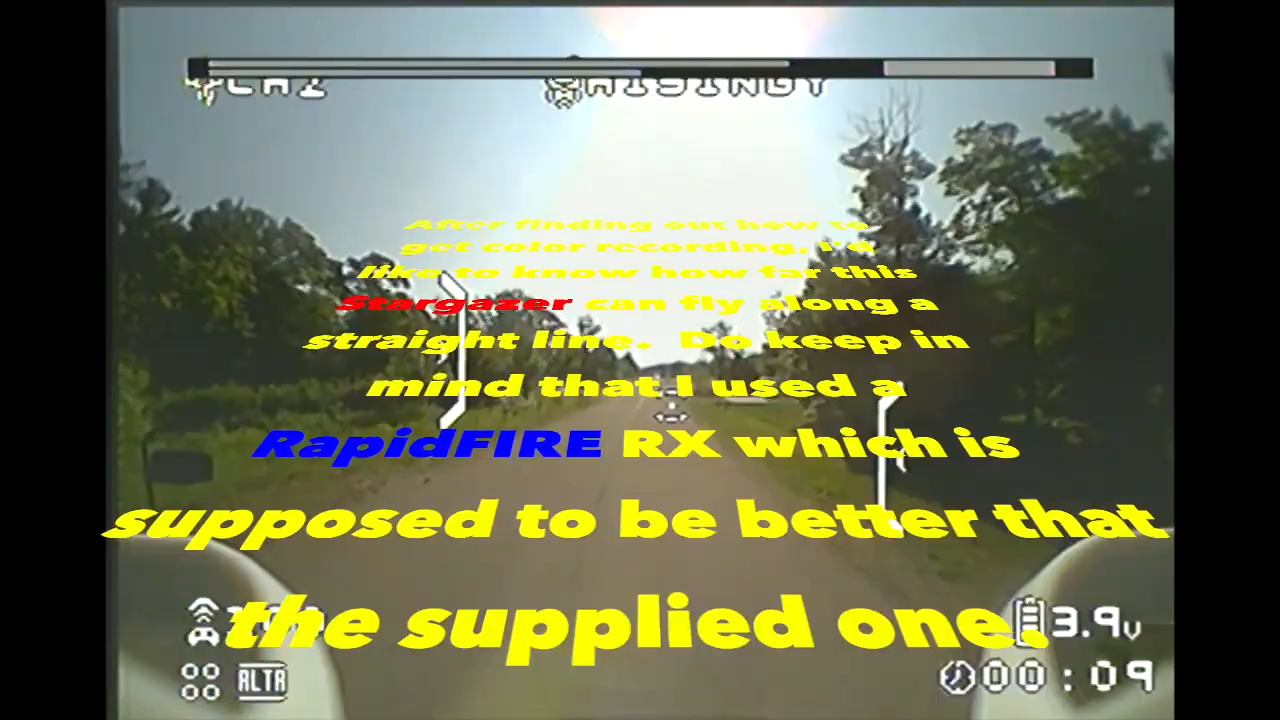 After finding out how to
get color recording, I'd
like to know how far this
Stargazer can fly along a
straight line. Do keep in
mind that I used a
RapidFIRE RX which is
supposed to be better that
the supplied one.
3.9V
ALTA
00:09